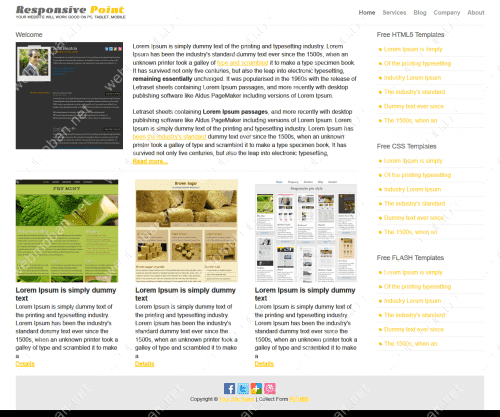 Responsive Point
YOUR WEBSITE WILL WORK GOOD ON PC, TABLET, MOBILE
Home Services Blog Company About
Welcome
Lorem Ipsum is simply dummy text of the printing and typesetting industry. Lorem
Ipsum has been the industry's standard dummy text ever since the 1500s, when an
unknown printer took a galley of type and scrambled it to make a type specimen book.
It has survived not only five centuries, but also the leap into electronic typesetting,
remaining essentially unchanged. It was popularised in the 1960s with the release of
Letraset sheets containing Lorem Ipsum passages, and more recently with desktop
publishing software like Aldus PageMaker including versions of Lorem Ipsum.
Letraset sheets containing Lorem Ipsum passages, and more recently with desktop
publishing software like Aldus PageMaker including versions of Lorem Ipsum. Lorem
Ipsum is simply dummy text of the printing and typesetting industry. Lorem Ipsum has
been the industry's standard dummy text ever since the 1500s, when an unknown
printer took a galley of type and scrambled it to make a type specimen book. It has
survived not only five centuries, but also the leap into electronic typesetting,
Read more...
Free HTML5 Templates
Lorem Ipsum is simply
Of the printing typesetting
Industry Lorem Ipsum.
The industry's standard
Dummy text ever since
The 1500s, when an
Free CSS Templates
Lorem Ipsum is simply
Of the printing typesetting
Industry Lorem Ipsum.
The industry's standard
Dummy text ever since
The 1500s, when an
Free FLASH Templates
Lorem Ipsum is simply
Of the printing typesetting
Industry Lorem Ipsum.
The industry's standard
Dummy text ever since
The 1500s, when an
Lorem Ipsum is simply dummy
text
Lorem Ipsum is simply dummy text of
the printing and typesetting industry.
Lorem Ipsum has been the industry's
standard dummy text ever since the
1500s, when an unknown printer took a
galley of type and scrambled it to make
a
Details
Lorem Ipsum is simply dummy
text
Lorem Ipsum is simply dummy text of
the printing and typesetting industry.
Lorem Ipsum has been the industry's
standard dummy text ever since the
1500s, when an unknown printer took a
galley of type and scrambled it to make
a
Details
Lorem Ipsum is simply dummy
text
Lorem Ipsum is simply dummy text of
the printing and typesetting industry.
Lorem Ipsum has been the industry's
standard dummy text ever since the
1500s, when an unknown printer took a
galley of type and scrambled it to make
a
Details
Copyright © | Collect Form